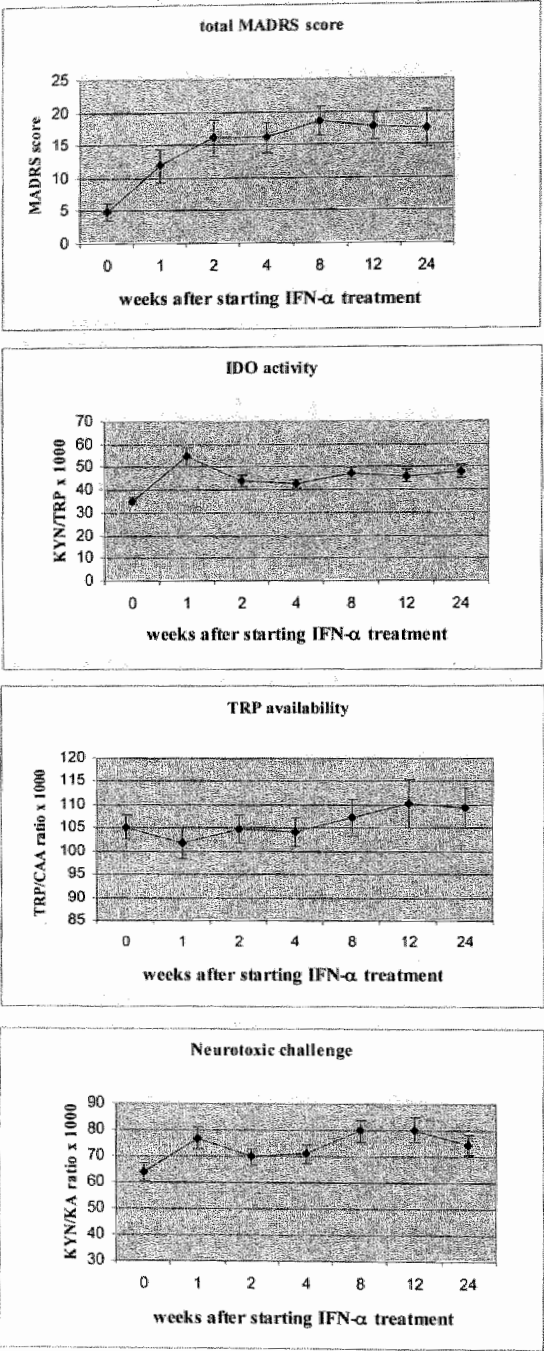 total MADRS score
25
20
15
10
5
0
MADRS score
0 1 2 4 8 12 24
weeks after starting IFN-α treatment
IDO activity
70
60
50
40
30
20
10
0
KYN/TRP x 1000
0 1 2 4 8 12 24
weeks after starting IFN-α treatment
TRP availability
120
115
110
105
100
95
90
85
TRP/CAA ratio x 1000
0 1 2 4 8 12 24
weeks after starting IFN-α treatment
Neurotoxic challenge
90
80
70
60
50
40
30
KYN/KA ratio x 1000
0 1 2 4 8 12 24
weeks after starting IFN-α treatment